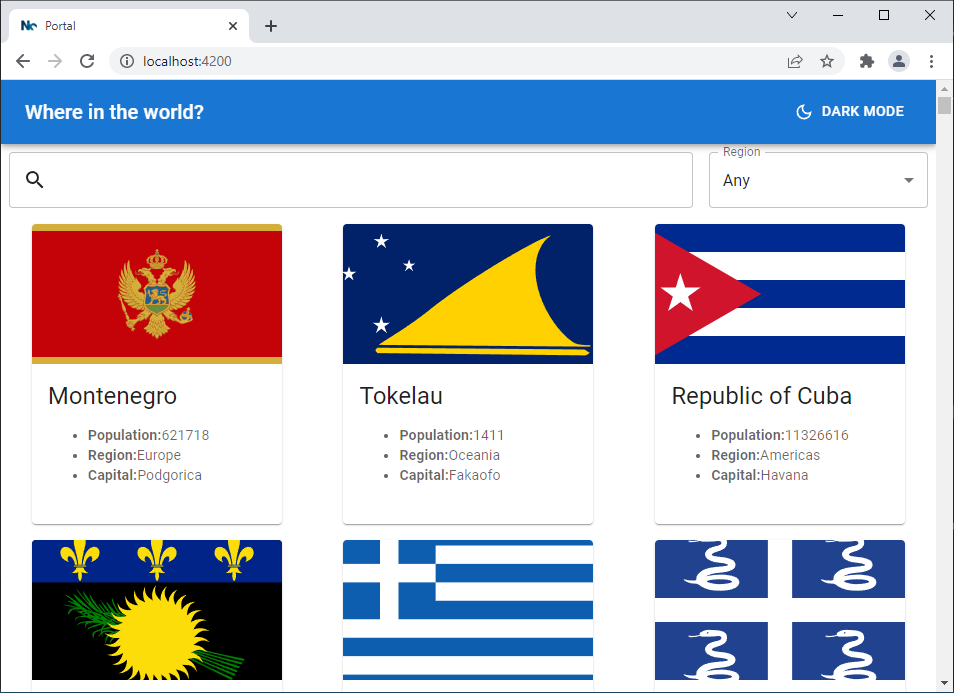 Portal
localhost:4200
Where in the world?
DARK MODE
Region
Any
Montenegro
Population:621718
Region:Europe
Capital:Podgorica
Tokelau
Population:1411
Region:Oceania
Capital:Fakaofo
Republic of Cuba
Population:11326616
Region:Americas
Capital:Havana